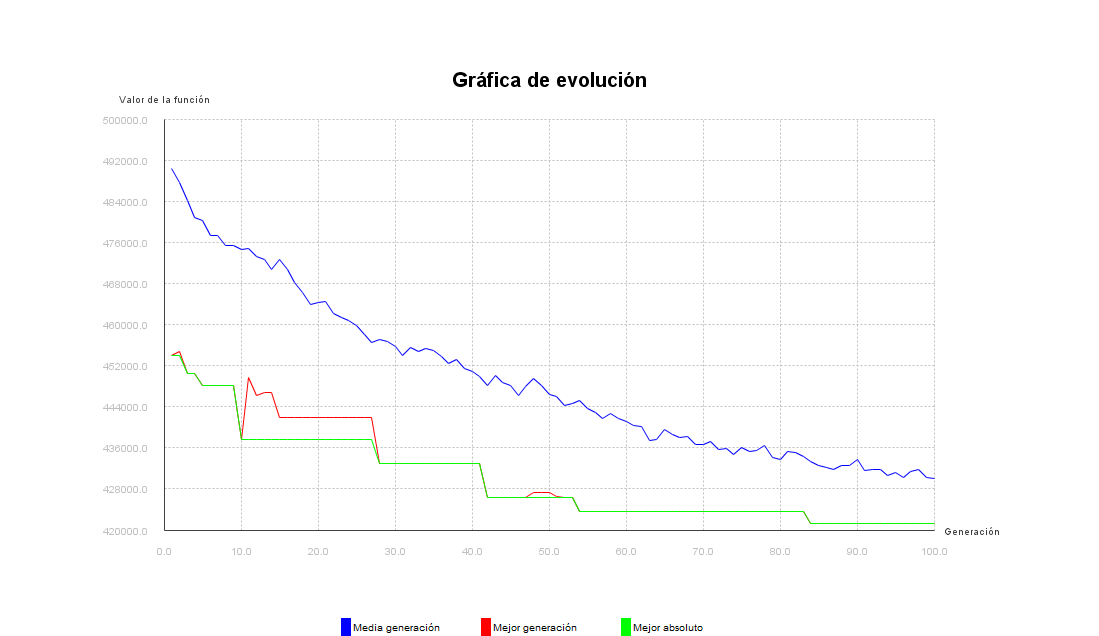 Gráfica de evolución
Valor de la función
500000.0
492000.0
484000.0
476000.0
468000.0
460000.0
452000.0
444000.0
436000.0
428000.0
420000.0
Generación
0.0 10.0 20.0 30.0 40.0 50.0 60.0 70.0 80.0 90.0 100.0
Media generación Mejor generación Mejor absoluto